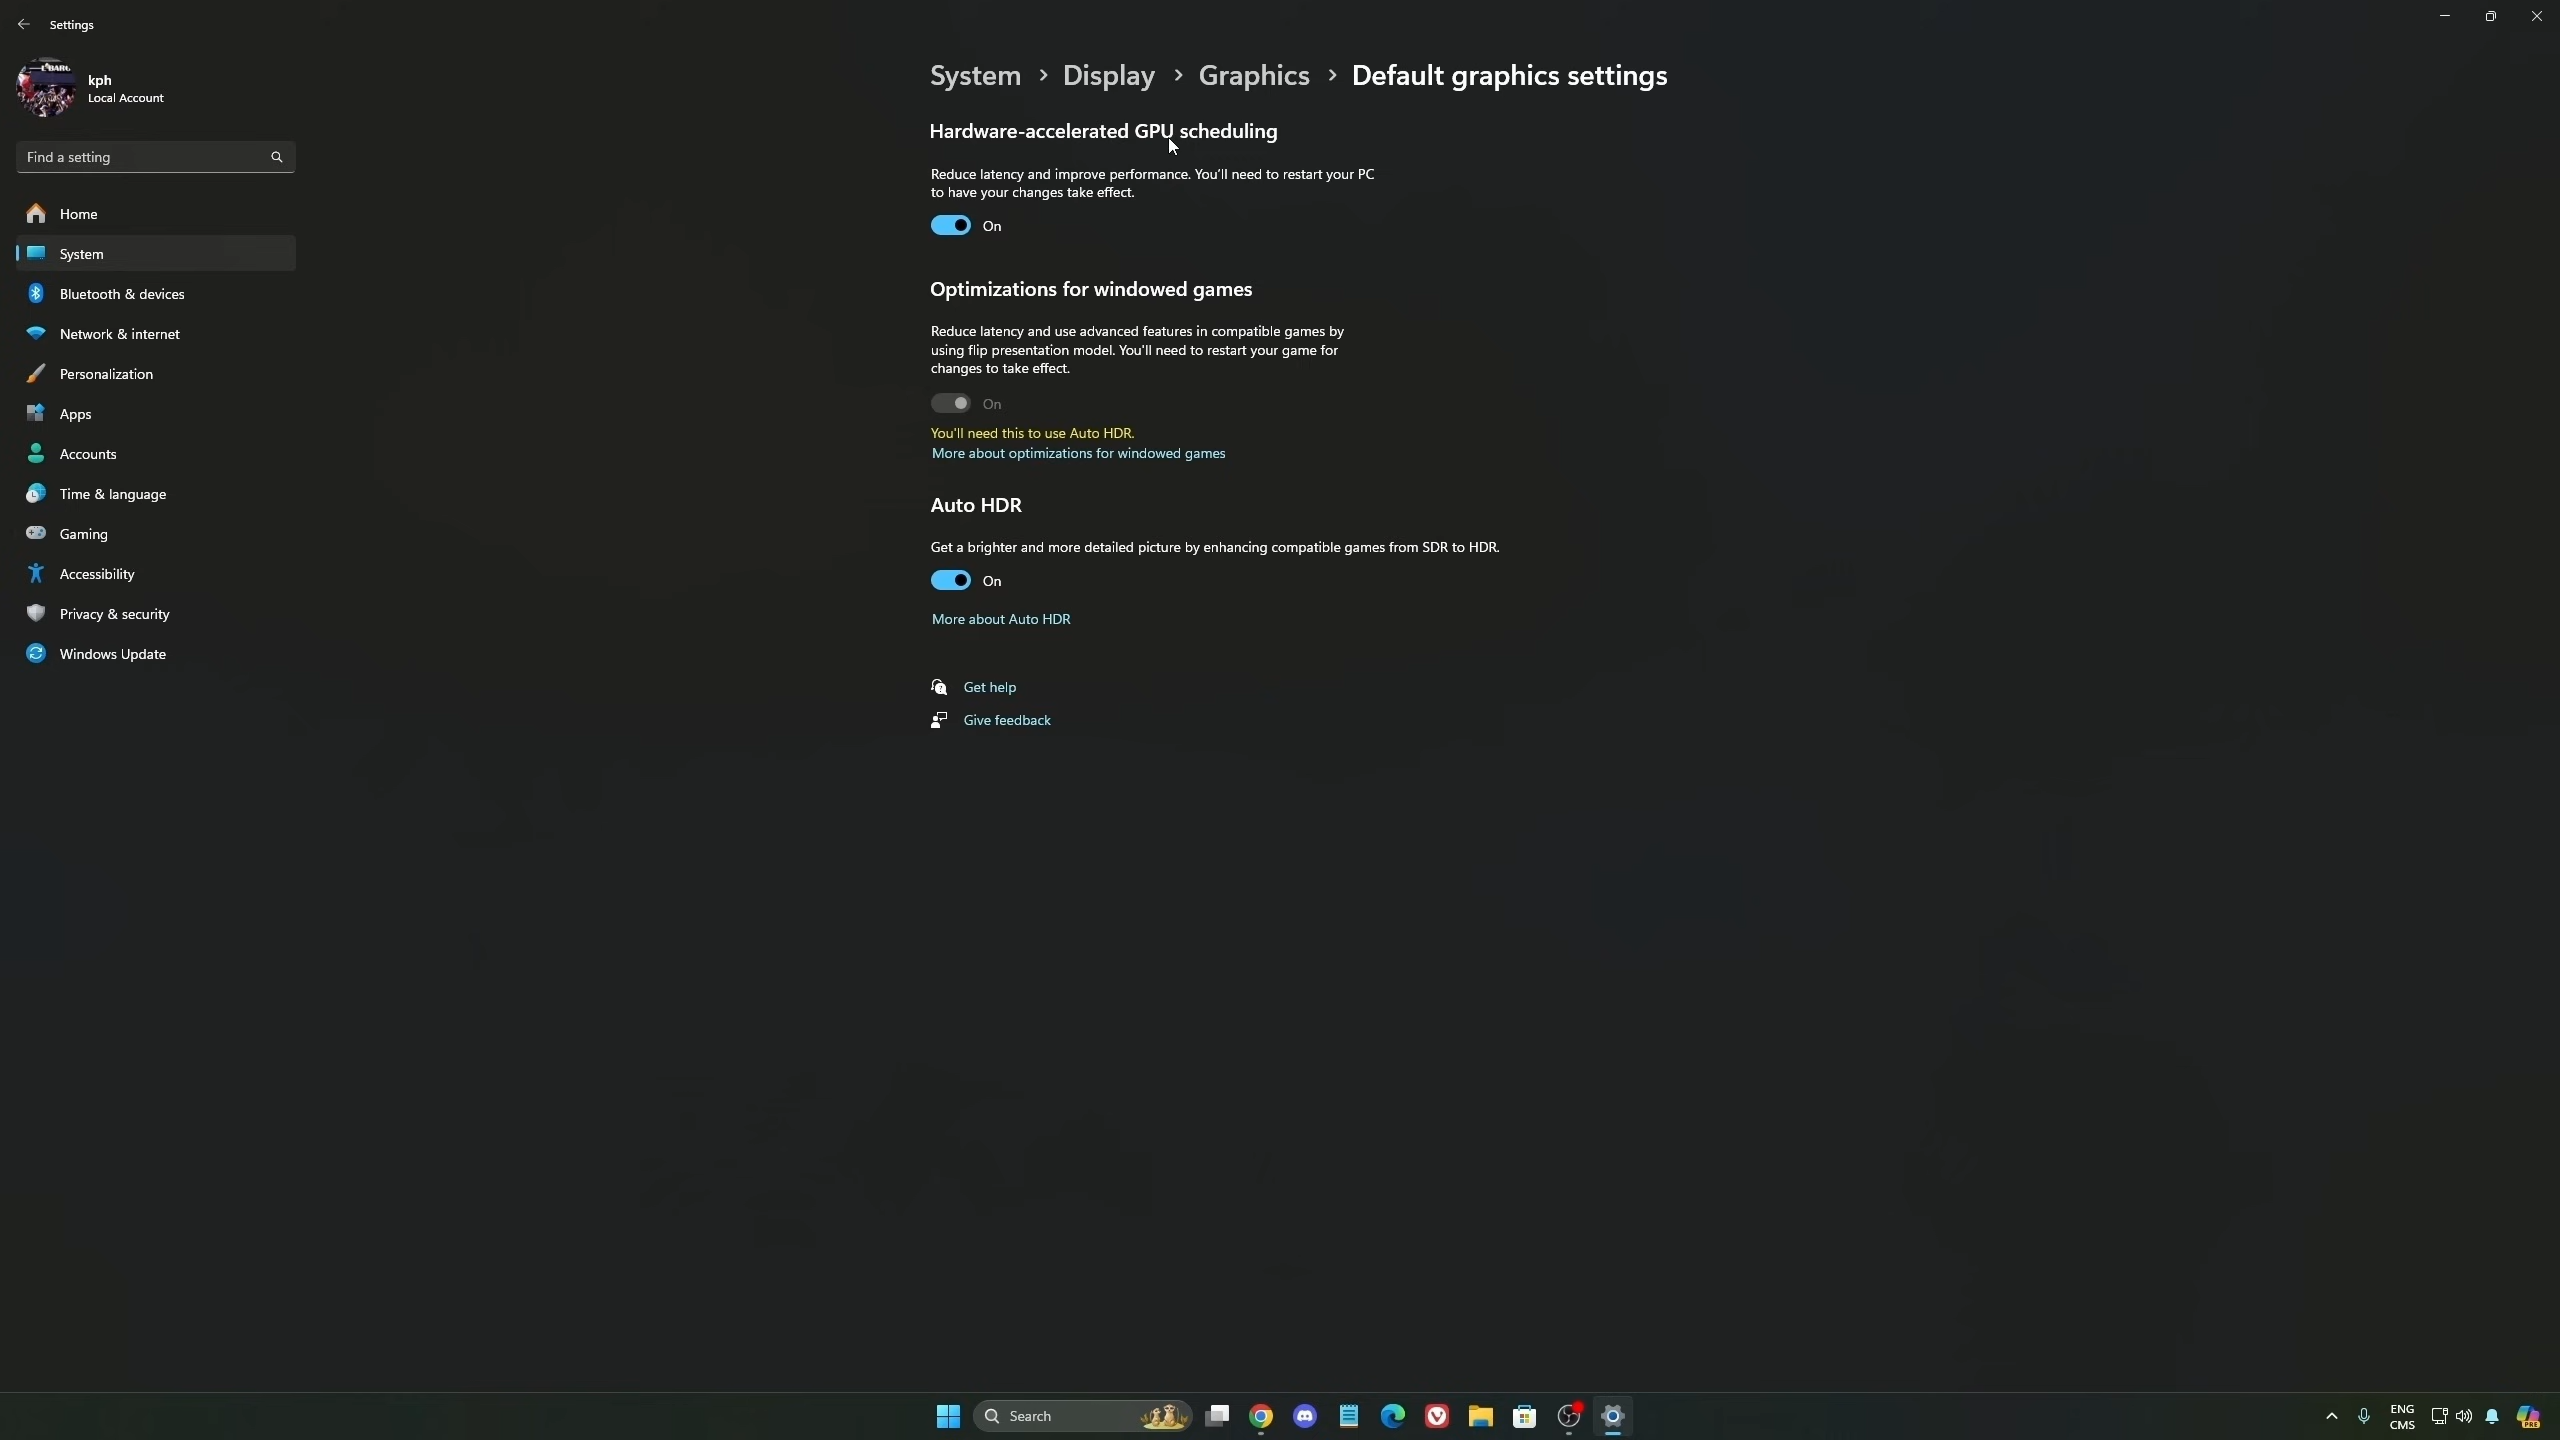 Settings
kph
Local Account
Find a setting
Home
System
Bluetooth & devices
Network & internet
Personalization
Apps
Accounts
Time & language
Gaming
Accessibility
Privacy & security
Windows Update
System > Display > Graphics > Default graphics settings
Hardware-accelerated GPU scheduling
Reduce latency and improve performance. You'll need to restart your PC
to have your changes take effect.
On
Optimizations for windowed games
Reduce latency and use advanced features in compatible games by
using flip presentation model. You'll need to restart your game for
changes to take effect.
On
You'll need this to use Auto HDR.
More about optimizations for windowed games
Auto HDR
Get a brighter and more detailed picture by enhancing compatible games from SDR to HDR.
On
More about Auto HDR
Get help
Give feedback
Search
ENG
CMS
PRE